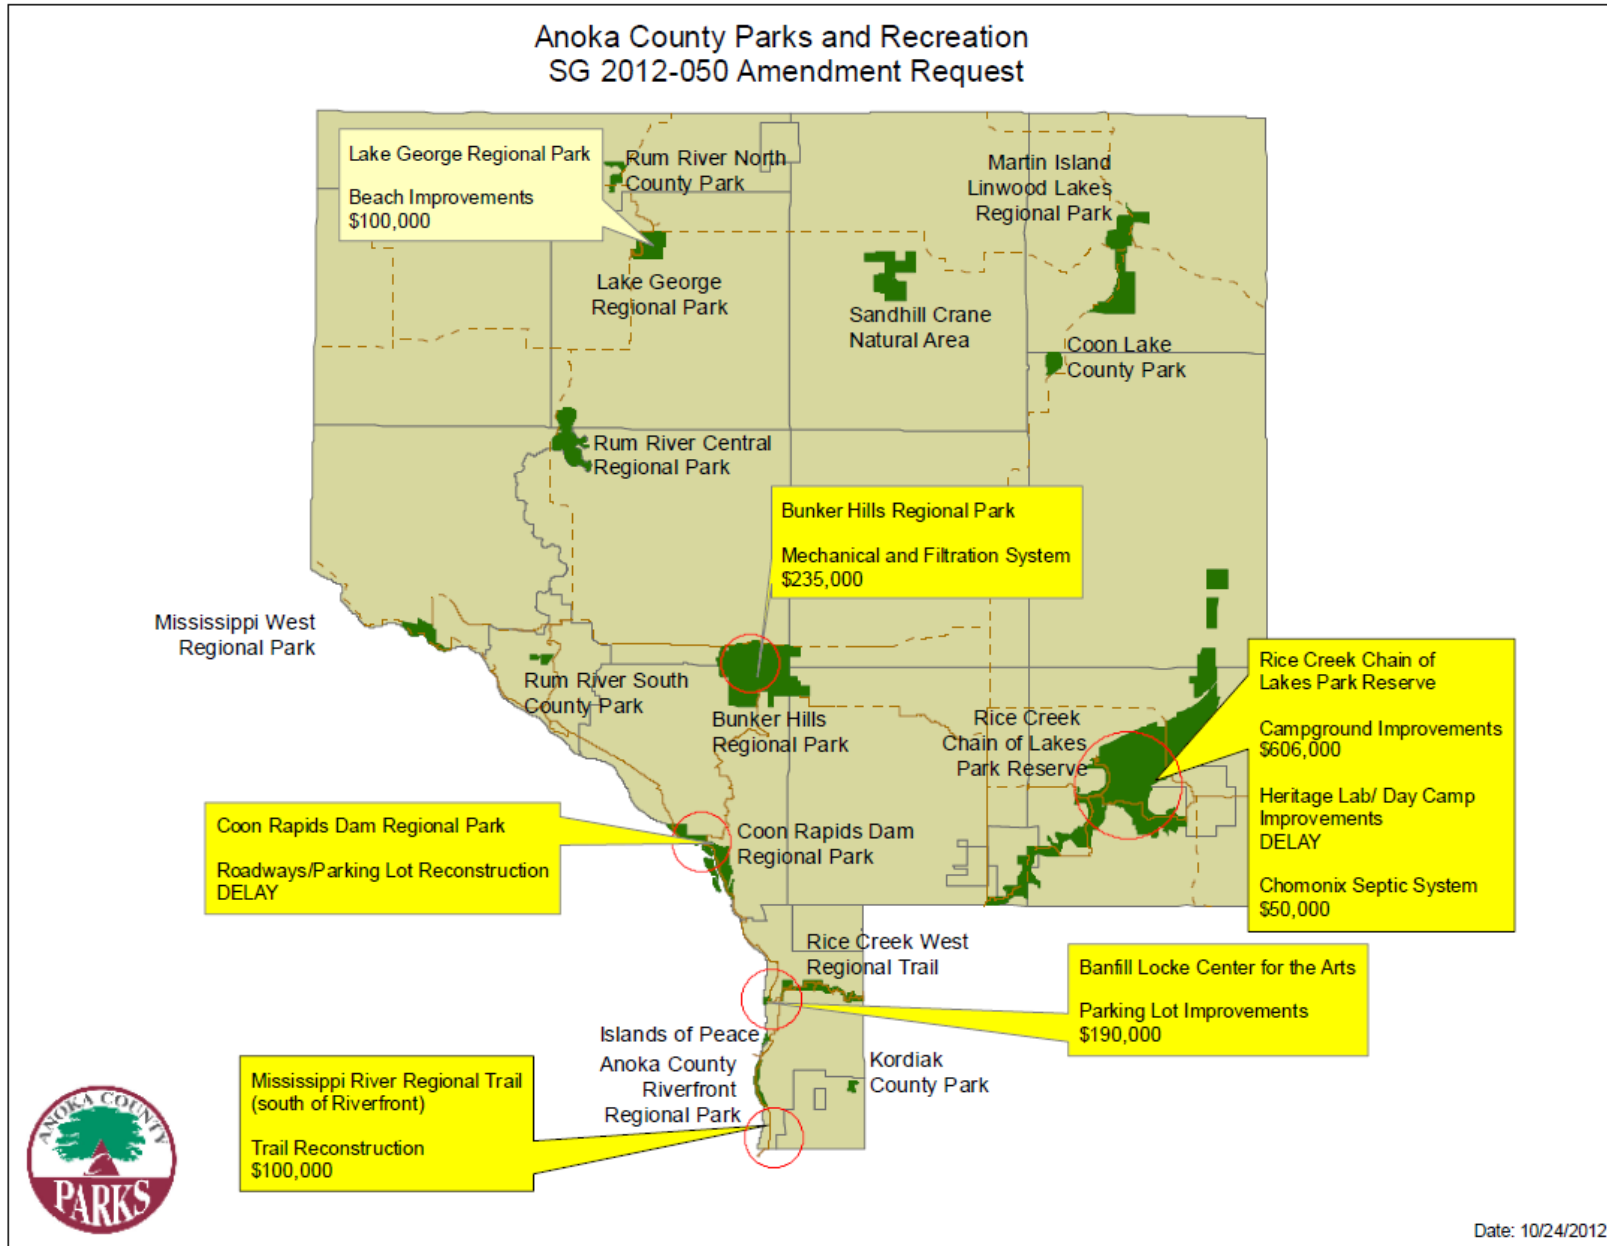 Anoka County Parks and Recreation
SG 2012-050 Amendment Request
Lake George Regional Park
Beach Improvements
$100,000
Rum River North
County Park
Martin Island
Linwood Lakes
Regional Park
Lake George
Regional Park
Sandhill Crane
Natural Area
Coon Lake
County Park
Rum River Central
Regional Park
Bunker Hills Regional Park
Mechanical and Filtration System
$235,000
Mississippi West
Regional Park
Rum River South
County Park
Bunker Hills
Regional Park
Rice Creek
Chain of Lakes
Park Reserve
Rice Creek Chain of
Lakes Park Reserve
Campground Improvements
$606,000
Heritage Lab/ Day Camp
Improvements
DELAY
Chomonix Septic System
$50,000
Coon Rapids Dam Regional Park
Roadways/Parking Lot Reconstruction
DELAY
Coon Rapids Dam
Regional Park
Rice Creek West
Regional Trail
Banfill Locke Center for the Arts
Parking Lot Improvements
$190,000
Islands of Peace
Anoka County
Riverfront
Regional Park
Kordiak
County Park
Mississippi River Regional Trail
(south of Riverfront)
Trail Reconstruction
$100,000
ANOKA COUNTY
PARKS
Date: 10/24/2012